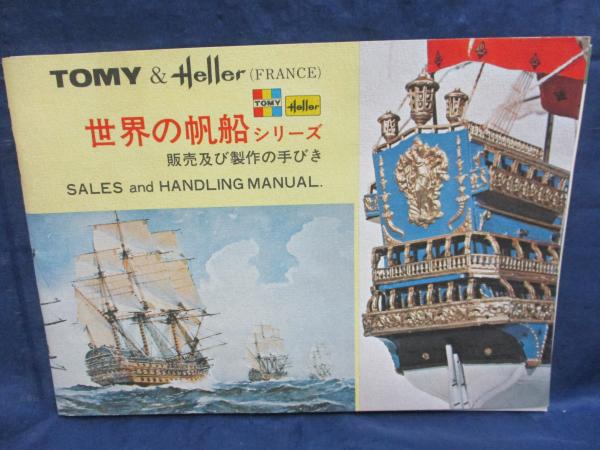 TOMY & Heller (FRANCE)
TOMY Heller
世界の帆船シリーズ
販売及び製作の手びき
SALES and HANDLING MANUAL.